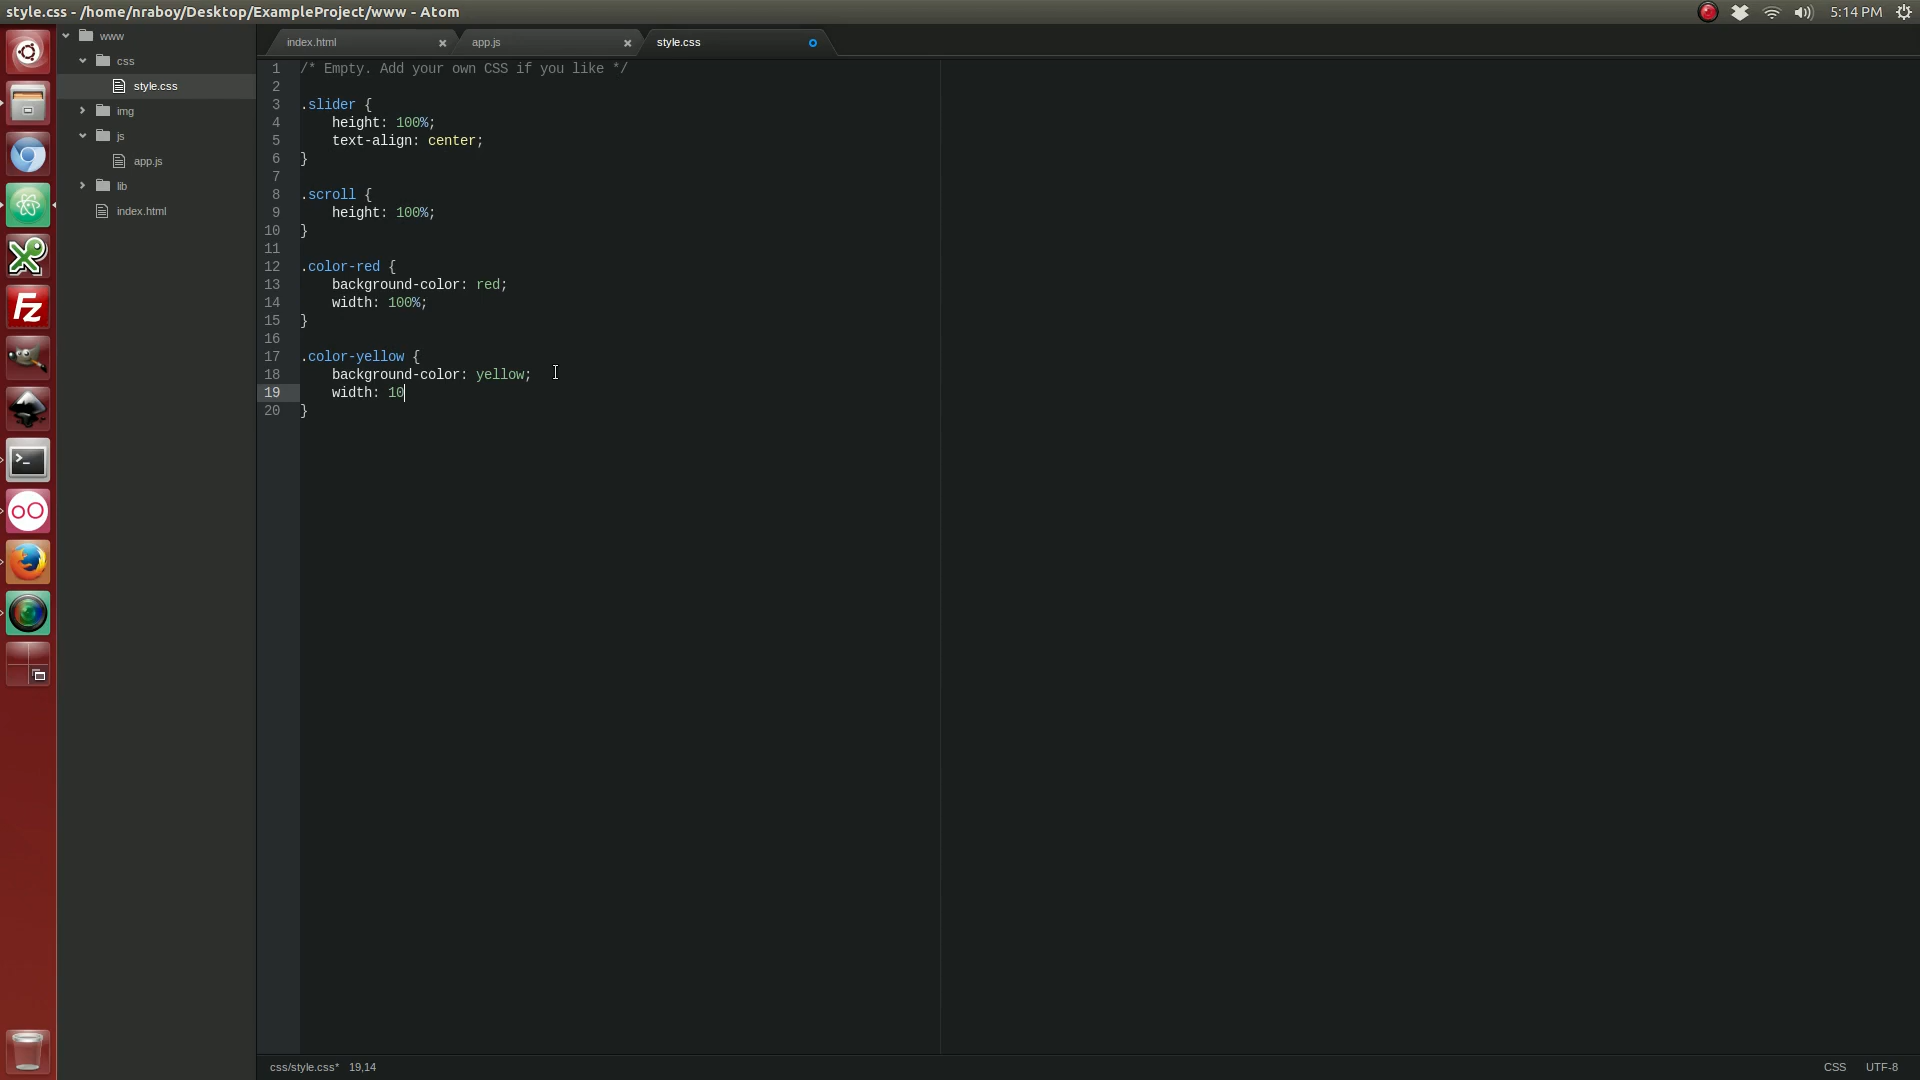 style.css - /home/nraboy/Desktop/ExampleProject/www - Atom
5:14 PM
www
css
style.css
img
js
app.js
lib
index.html
index.html
app.js
style.css
1 /* Empty. Add your own CSS if you like */
2
3 .slider {
4     height: 100%;
5     text-align: center;
6 }
7
8 .scroll {
9     height: 100%;
10 }
11
12 .color-red {
13     background-color: red;
14     width: 100%;
15 }
16
17 .color-yellow {
18     background-color: yellow;
19     width: 10
20 }
css/style.css* 19,14
CSS UTF-8